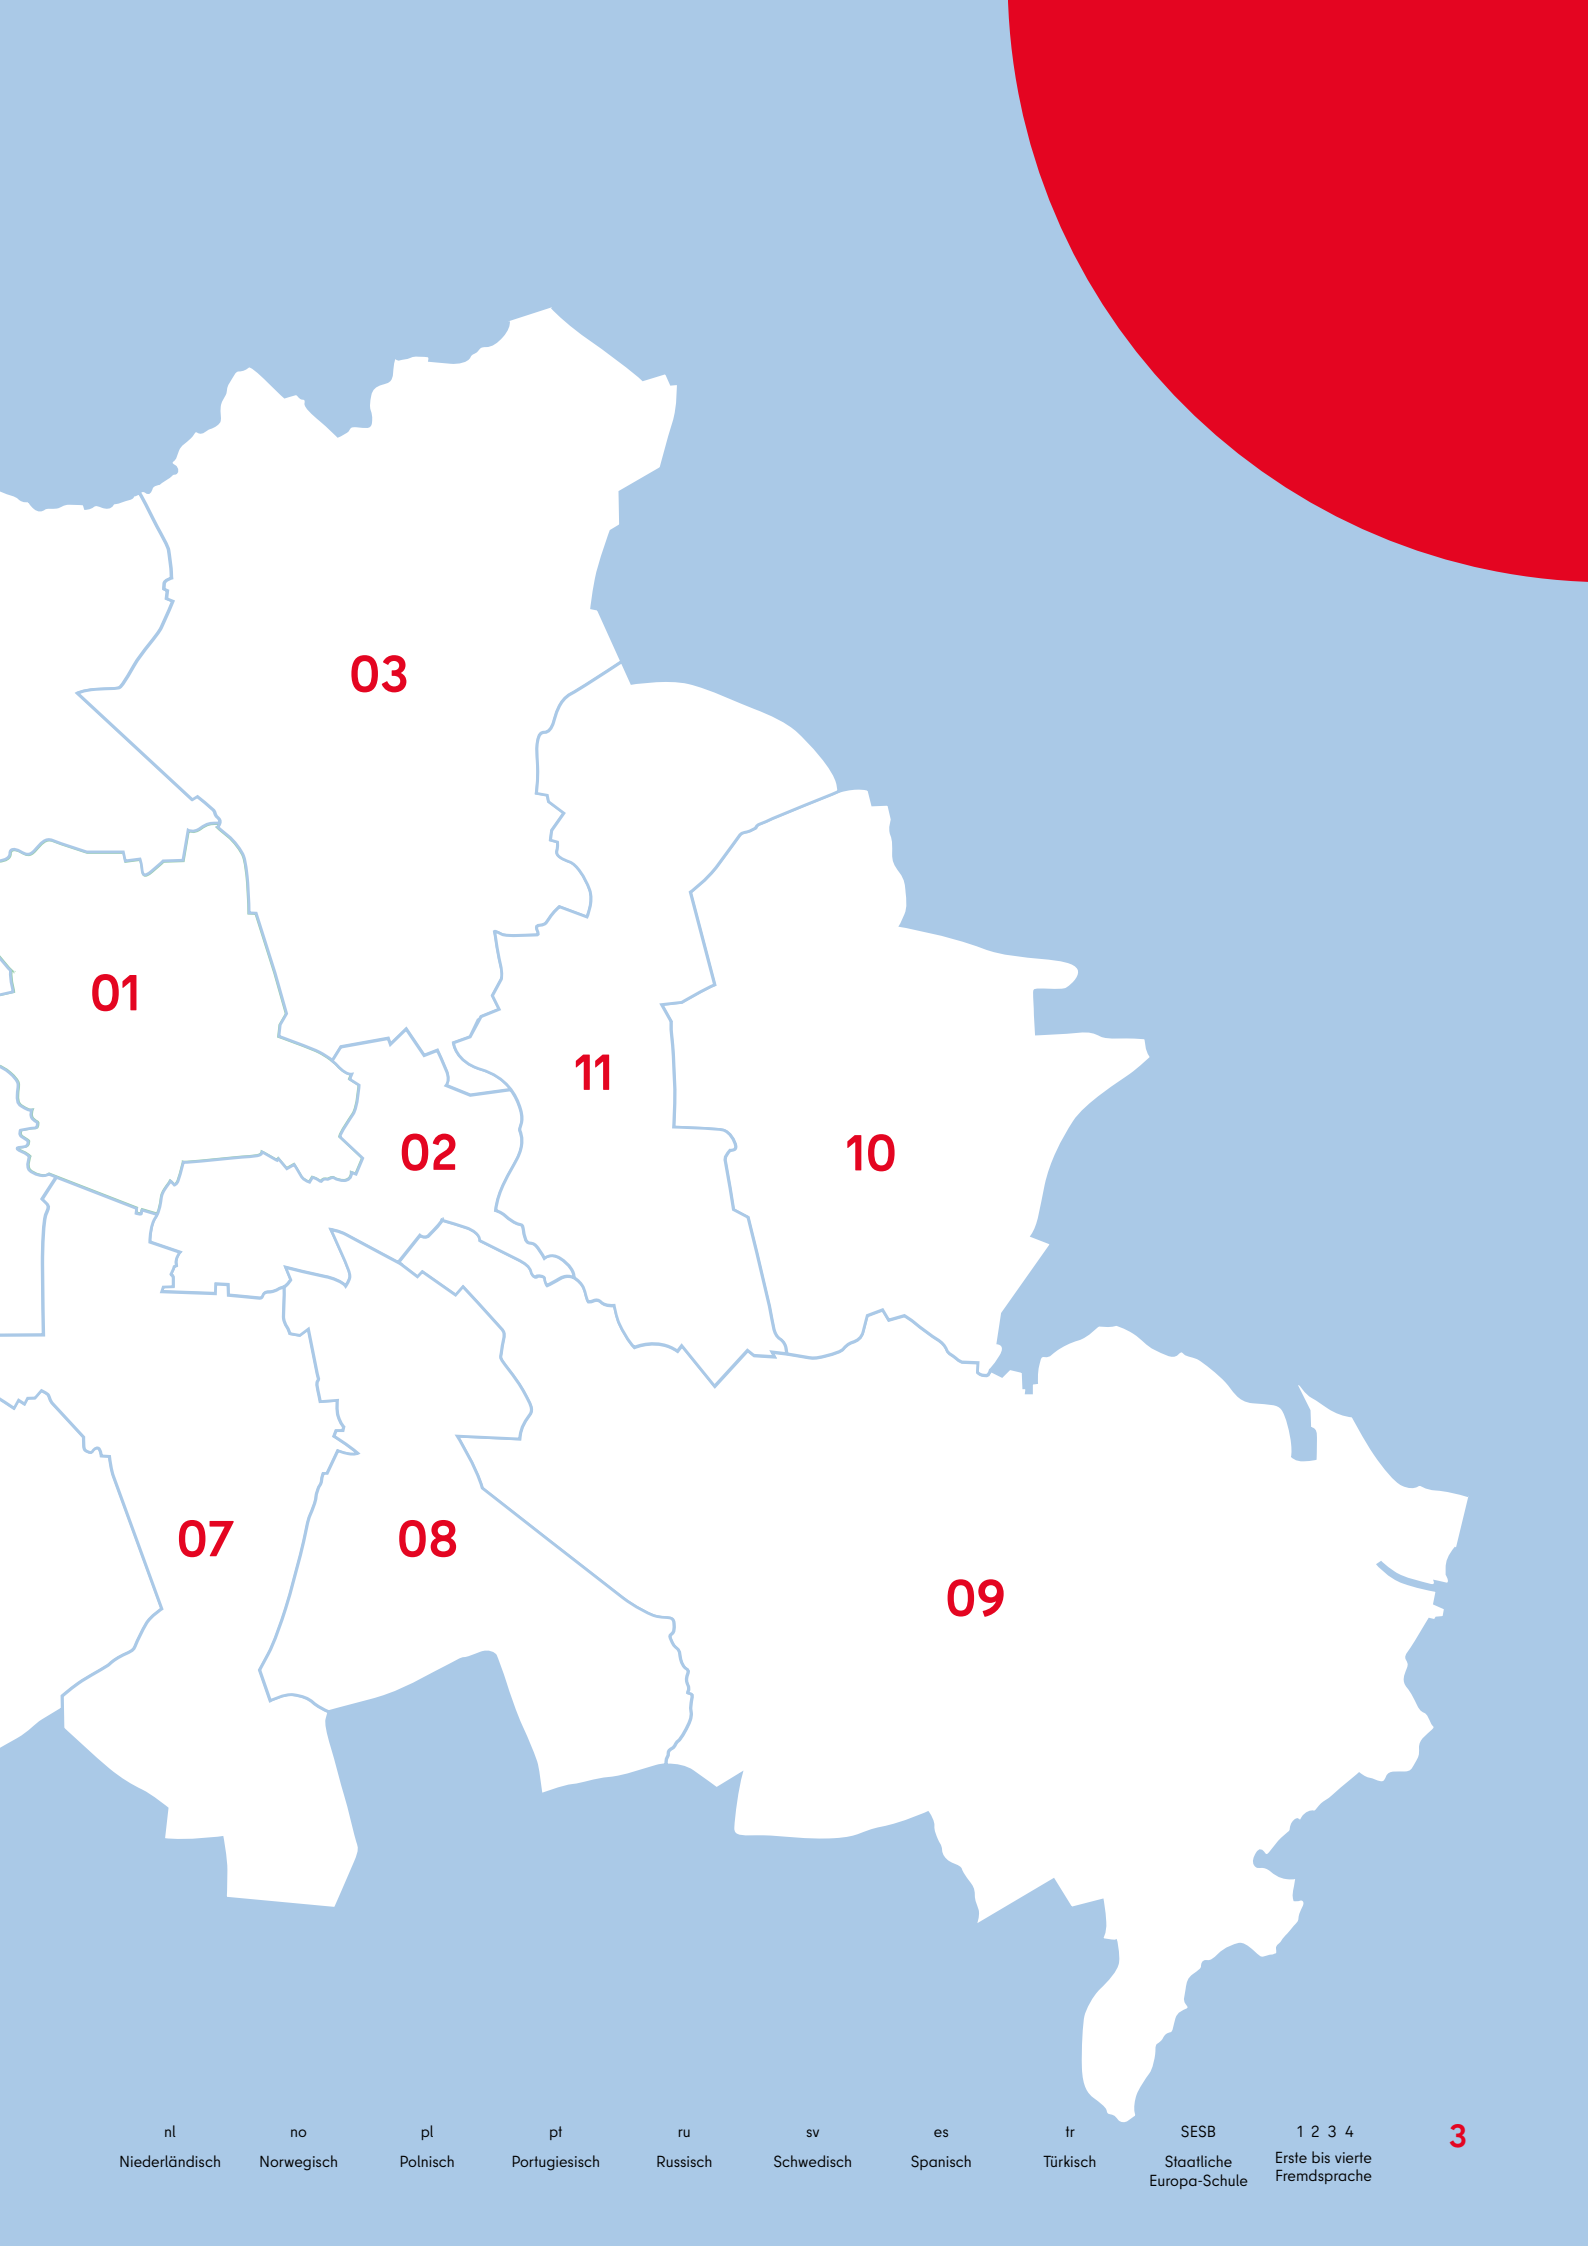 03
01
11
02
10
07
08
09
nl no pl pt ru sv es tr SESB 1 2 3 4 3
Niederländisch Norwegisch Polnisch Portugiesisch Russisch Schwedisch Spanisch Türkisch Staatliche Erste bis vierte
Europa-Schule Fremdsprache